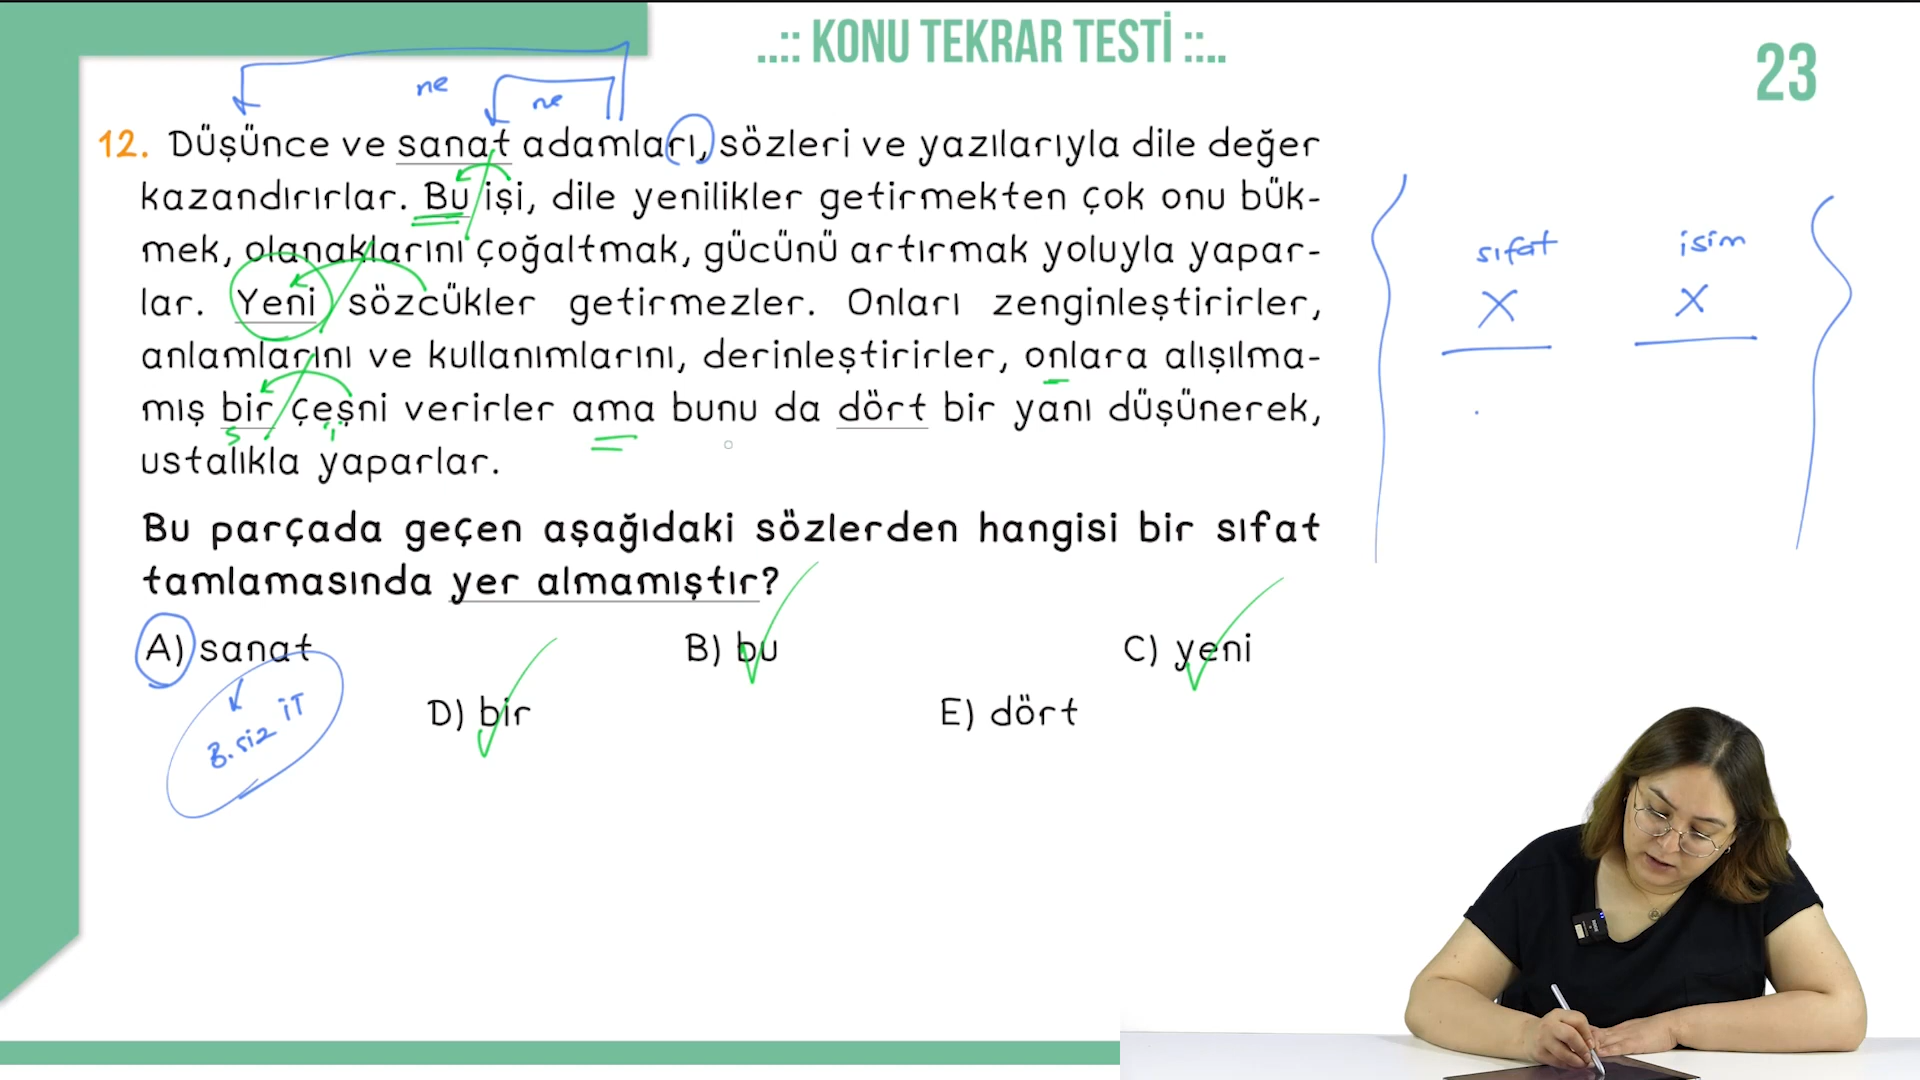 ..:: KONU TEKRAR TESTİ ::..
23
ne
ne
12. Düşünce ve sanat adamları, sözleri ve yazılarıyla dile değer
kazandırırlar. Bu işi, dile yenilikler getirmekten çok onu bük-
mek, olanaklarını çoğaltmak, gücünü artırmak yoluyla yapar-
lar. Yeni sözcükler getirmezler. Onları zenginleştirirler,
anlamlarını ve kullanımlarını, derinleştirirler, onlara alışılma-
mış bir çeşni verirler ama bunu da dört bir yanı düşünerek,
s i
ustalıkla yaparlar.
sıfat isim
X X
Bu parçada geçen aşağıdaki sözlerden hangisi bir sıfat
tamlamasında yer almamıştır?
A) sanat B) bu C) yeni
D) bir E) dört
B.siz İT